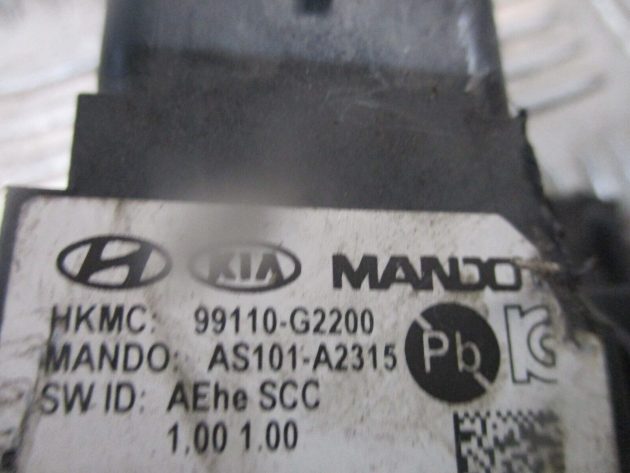 KIA MANDO
HKMC: 99110-G2200
MANDO: AS101-A2315 Pb
SW ID: AEhe SCC
1.00 1.00